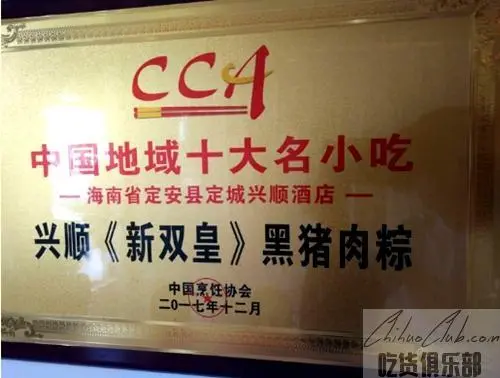 CCA
中国地域十大名小吃
—海南省定安县定城兴顺酒店—
兴顺《新双皇》黑猪肉粽
中国烹饪协会
二〇一七年十二月
ChihuoClub.com
吃货俱乐部